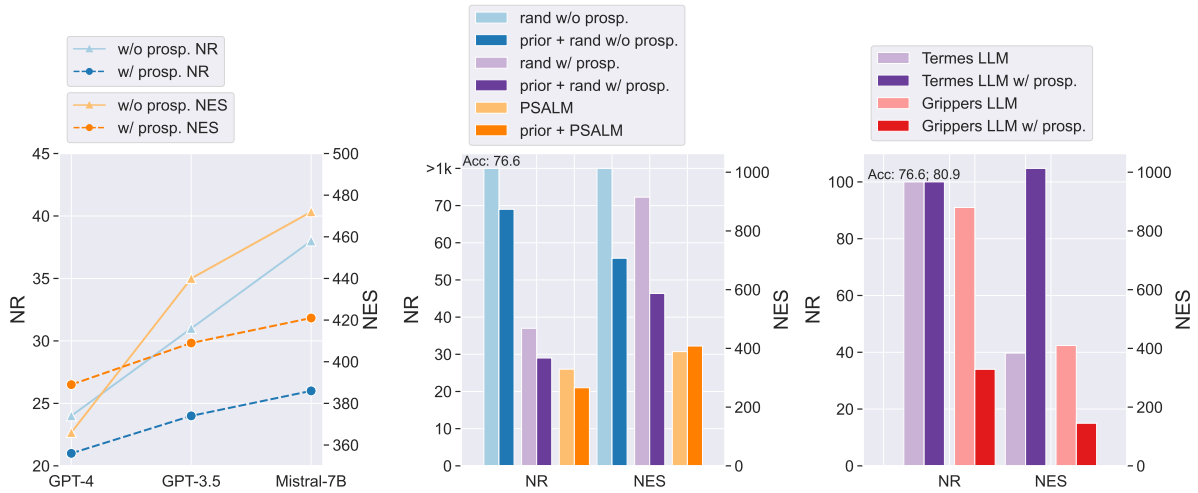 w/o prosp. NR
w/ prosp. NR
w/o prosp. NES
w/ prosp. NES
45
40
35
30
25
20
NR
500
480
460
440
420
400
380
360
NES
GPT-4
GPT-3.5
Mistral-7B
rand w/o prosp.
prior + rand w/o prosp.
rand w/ prosp.
prior + rand w/ prosp.
PSALM
prior + PSALM
Acc: 76.6
>1k
70
60
50
40
30
20
10
0
NR
1000
800
600
400
200
0
NES
NR
NES
Termes LLM
Termes LLM w/ prosp.
Grippers LLM
Grippers LLM w/ prosp.
Acc: 76.6; 80.9
100
80
60
40
20
0
NR
1000
800
600
400
200
0
NES
NR
NES